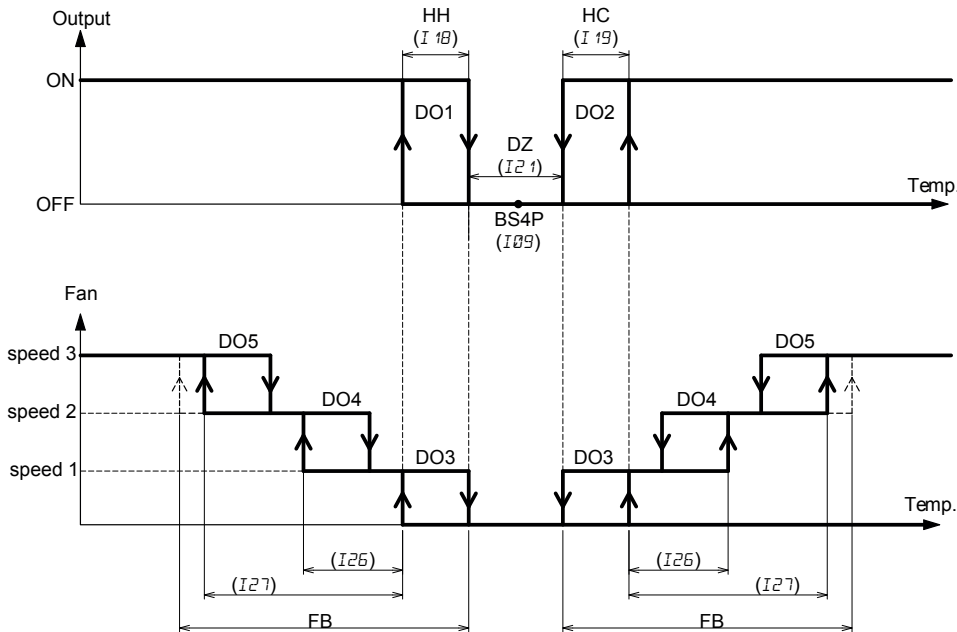 Output
HH
(I18)
HC
(I19)
ON
DO1
DO2
DZ
(I21)
Temp.
OFF
BS4P
(I09)
Fan
speed 3
DO5
DO5
speed 2
DO4
DO4
speed 1
DO3
DO3
Temp.
(I26)
(I26)
(I27)
(I27)
FB
FB